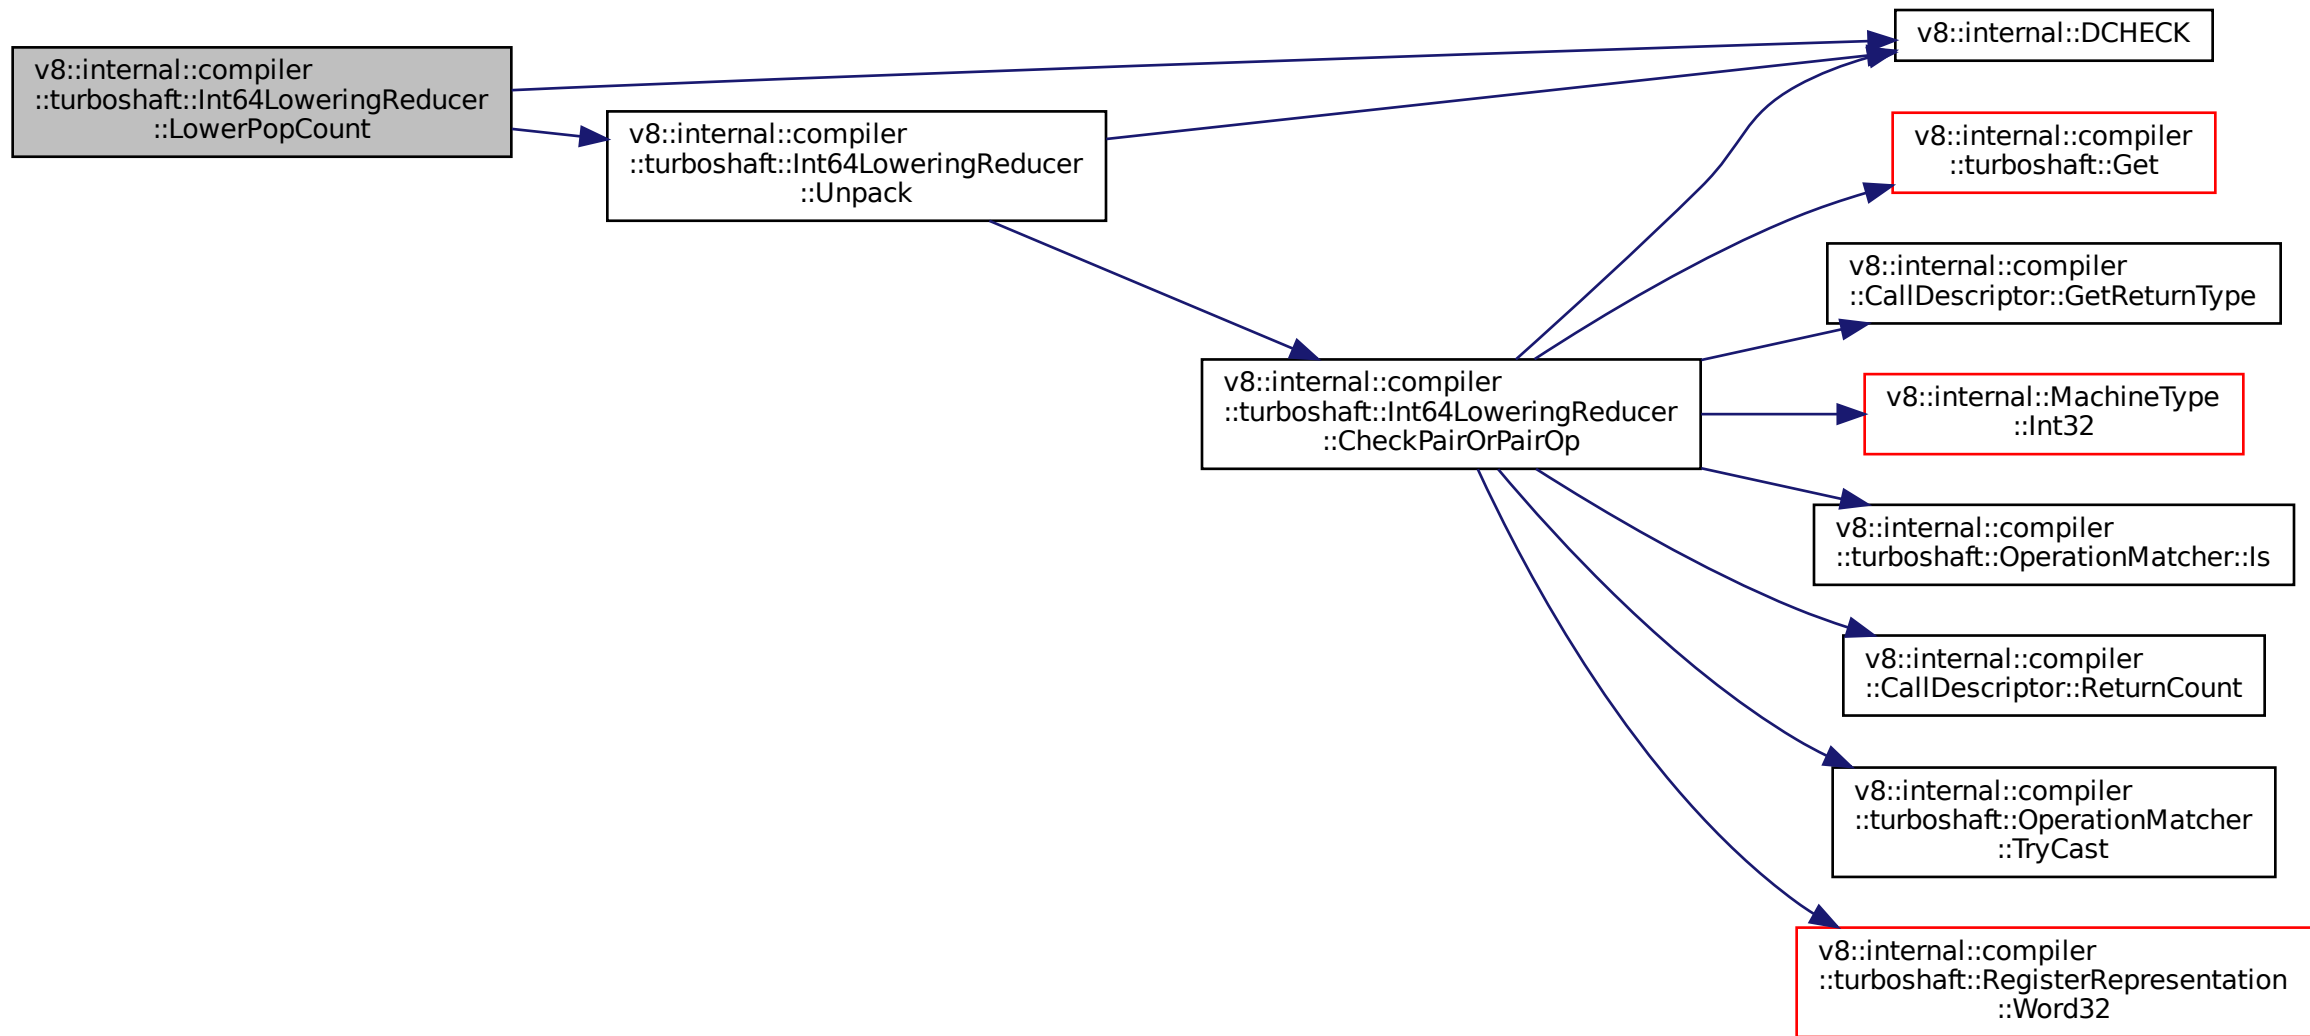 v8::internal::compiler
::turboshaft::Int64LoweringReducer
::LowerPopCount
v8::internal::compiler
::turboshaft::Int64LoweringReducer
::Unpack
v8::internal::compiler
::turboshaft::Int64LoweringReducer
::CheckPairOrPairOp
v8::internal::DCHECK
v8::internal::compiler
::turboshaft::Get
v8::internal::compiler
::CallDescriptor::GetReturnType
v8::internal::MachineType
::Int32
v8::internal::compiler
::turboshaft::OperationMatcher::Is
v8::internal::compiler
::CallDescriptor::ReturnCount
v8::internal::compiler
::turboshaft::OperationMatcher
::TryCast
v8::internal::compiler
::turboshaft::RegisterRepresentation
::Word32